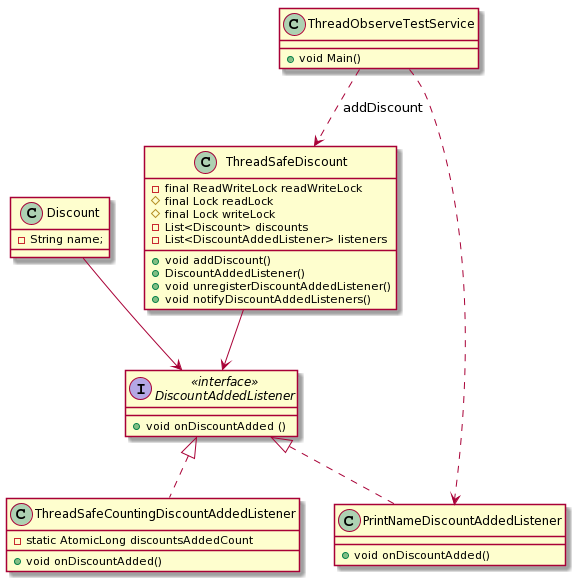 C ThreadObserveTestService
void Main()
addDiscount
C ThreadSafeDiscount
final ReadWriteLock readWriteLock
final Lock readLock
final Lock writeLock
List<Discount> discounts
List<DiscountAddedListener> listeners
void addDiscount()
DiscountAddedListener()
void unregisterDiscountAddedListener()
void notifyDiscountAddedListeners()
C Discount
String name;
I «interface»
DiscountAddedListener
void onDiscountAdded ()
C ThreadSafeCountingDiscountAddedListener
static AtomicLong discountsAddedCount
void onDiscountAdded()
C PrintNameDiscountAddedListener
void onDiscountAdded()